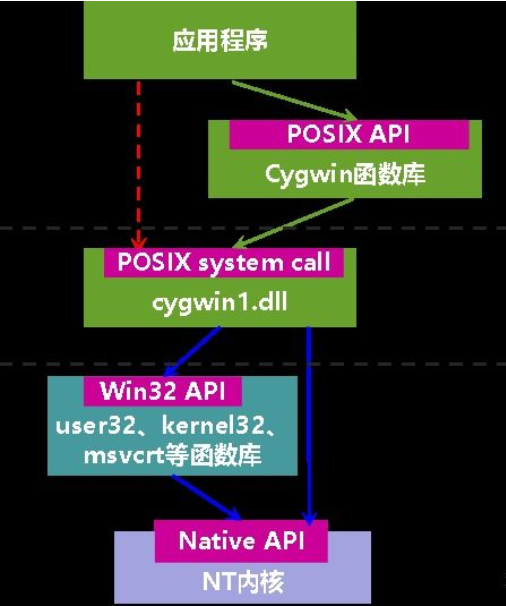 应用程序
POSIX API
Cygwin函数库
POSIX system call
cygwin1.dll
Win32 API
user32、kernel32、
msvcrt等函数库
Native API
NT内核